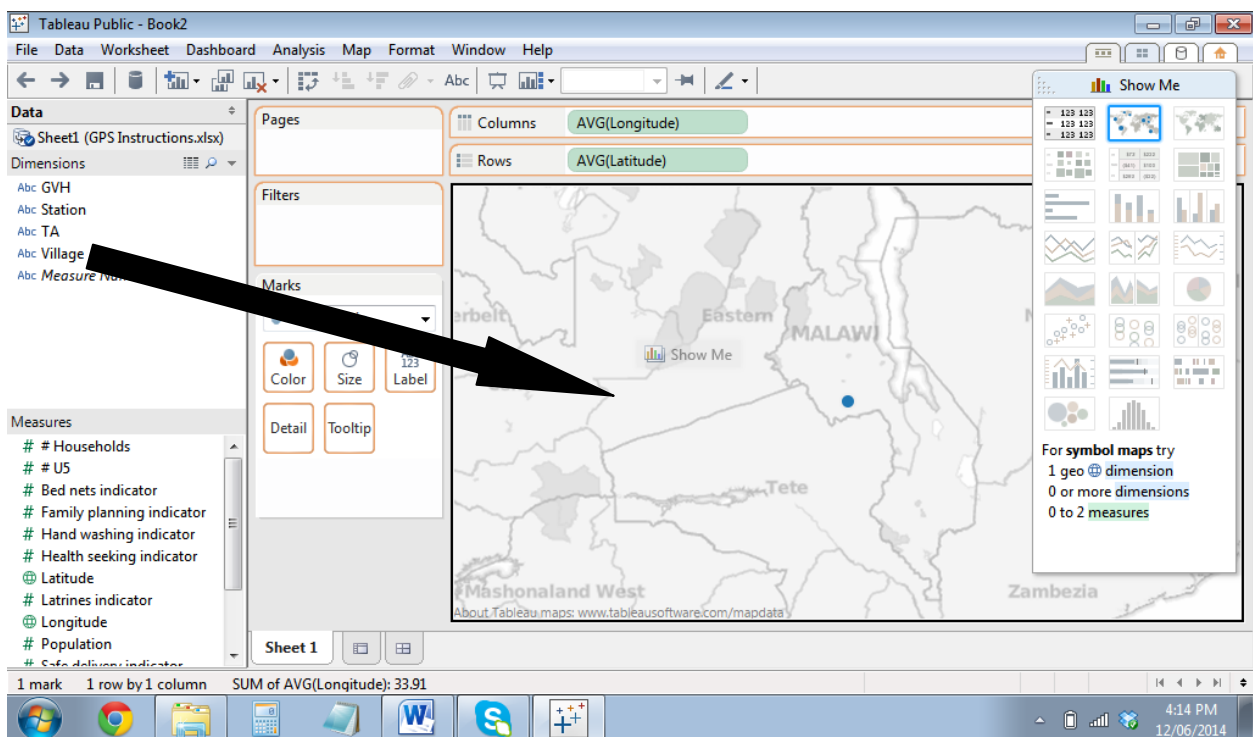 Tableau Public - Book2
File Data Worksheet Dashboard Analysis Map Format Window Help
Abc
Show Me
Data
Sheet1 (GPS Instructions.xlsx)
Dimensions
Abc GVH
Abc Station
Abc TA
Abc Village
Abc Measure
Pages
Filters
Marks
Color
Size
123
Label
Detail
Tooltip
Columns AVG(Longitude)
Rows AVG(Latitude)
Eastern
MALAWI
Show Me
Tete
Mashonaland West
Zambezia
About Tableau maps: www.tableausoftware.com/mapdata
123 123
123 123
123 123
For symbol maps try
1 geo dimension
0 or more dimensions
0 to 2 measures
Measures
# # Households
# # U5
# Bed nets indicator
# Family planning indicator
# Hand washing indicator
# Health seeking indicator
Latitude
# Latrines indicator
Longitude
# Population
# Safe delivery indicator
Sheet 1
1 mark 1 row by 1 column SUM of AVG(Longitude): 33.91
4:14 PM
12/06/2014